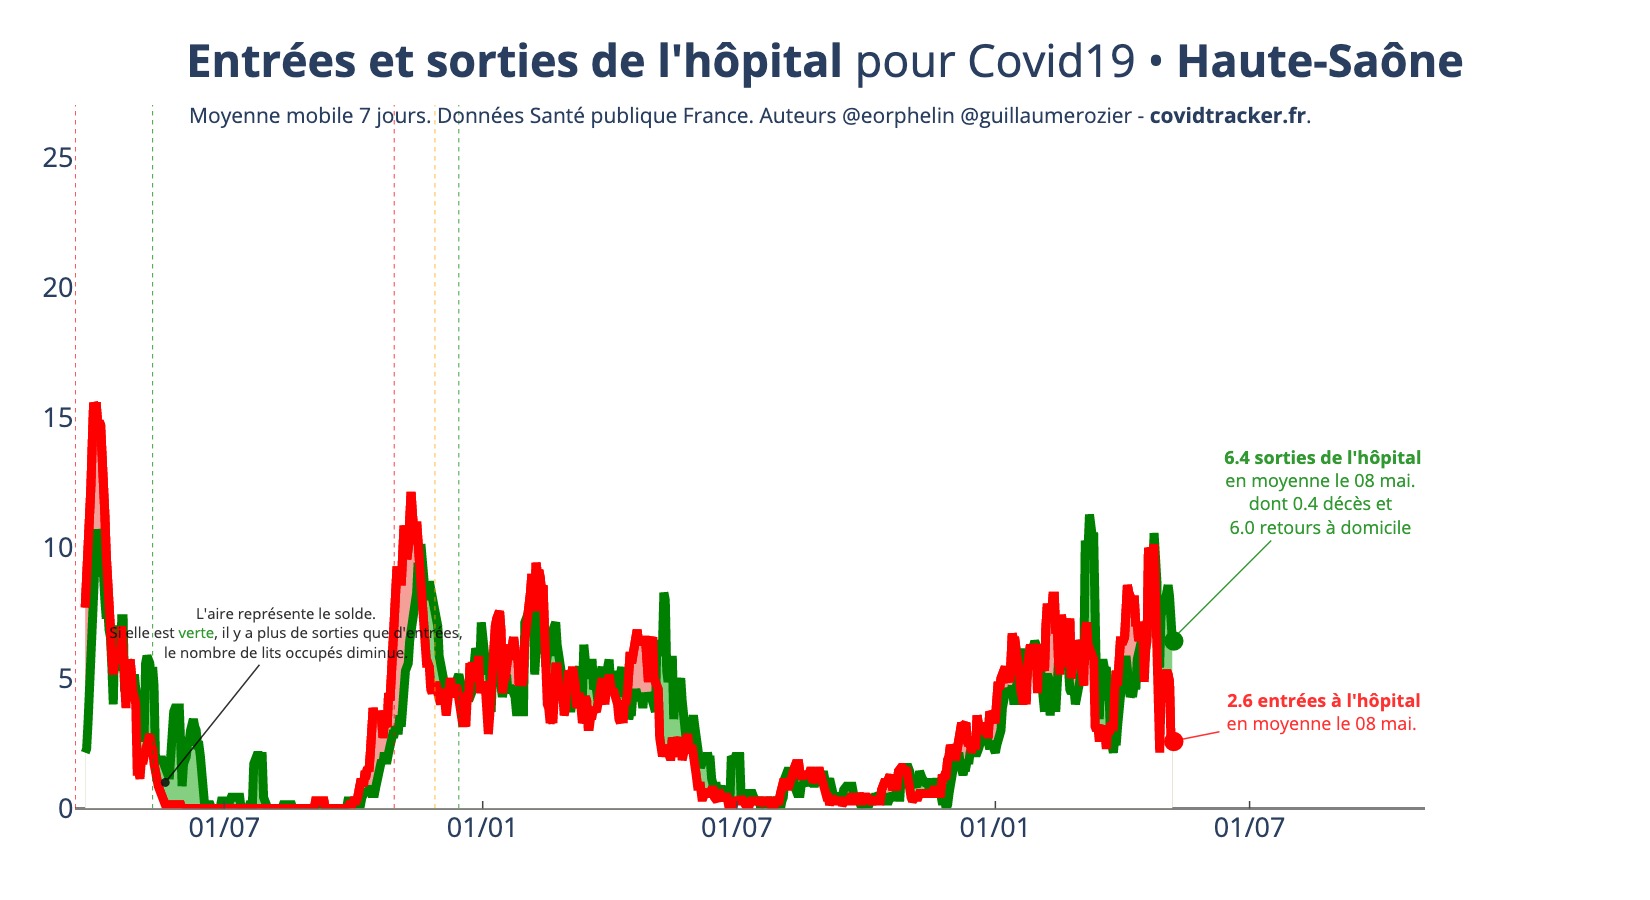 Entrées et sorties de l'hôpital pour Covid19 • Haute-Saône
Moyenne mobile 7 jours. Données Santé publique France. Auteurs @eorphelin @guillaumerozier - covidtracker.fr.
25
20
15
10
5
0
L'aire représente le solde.
Si elle est verte, il y a plus de sorties que d'entrées,
le nombre de lits occupés diminue.
6.4 sorties de l'hôpital
en moyenne le 08 mai.
dont 0.4 décès et
6.0 retours à domicile
2.6 entrées à l'hôpital
en moyenne le 08 mai.
01/07
01/01
01/07
01/01
01/07